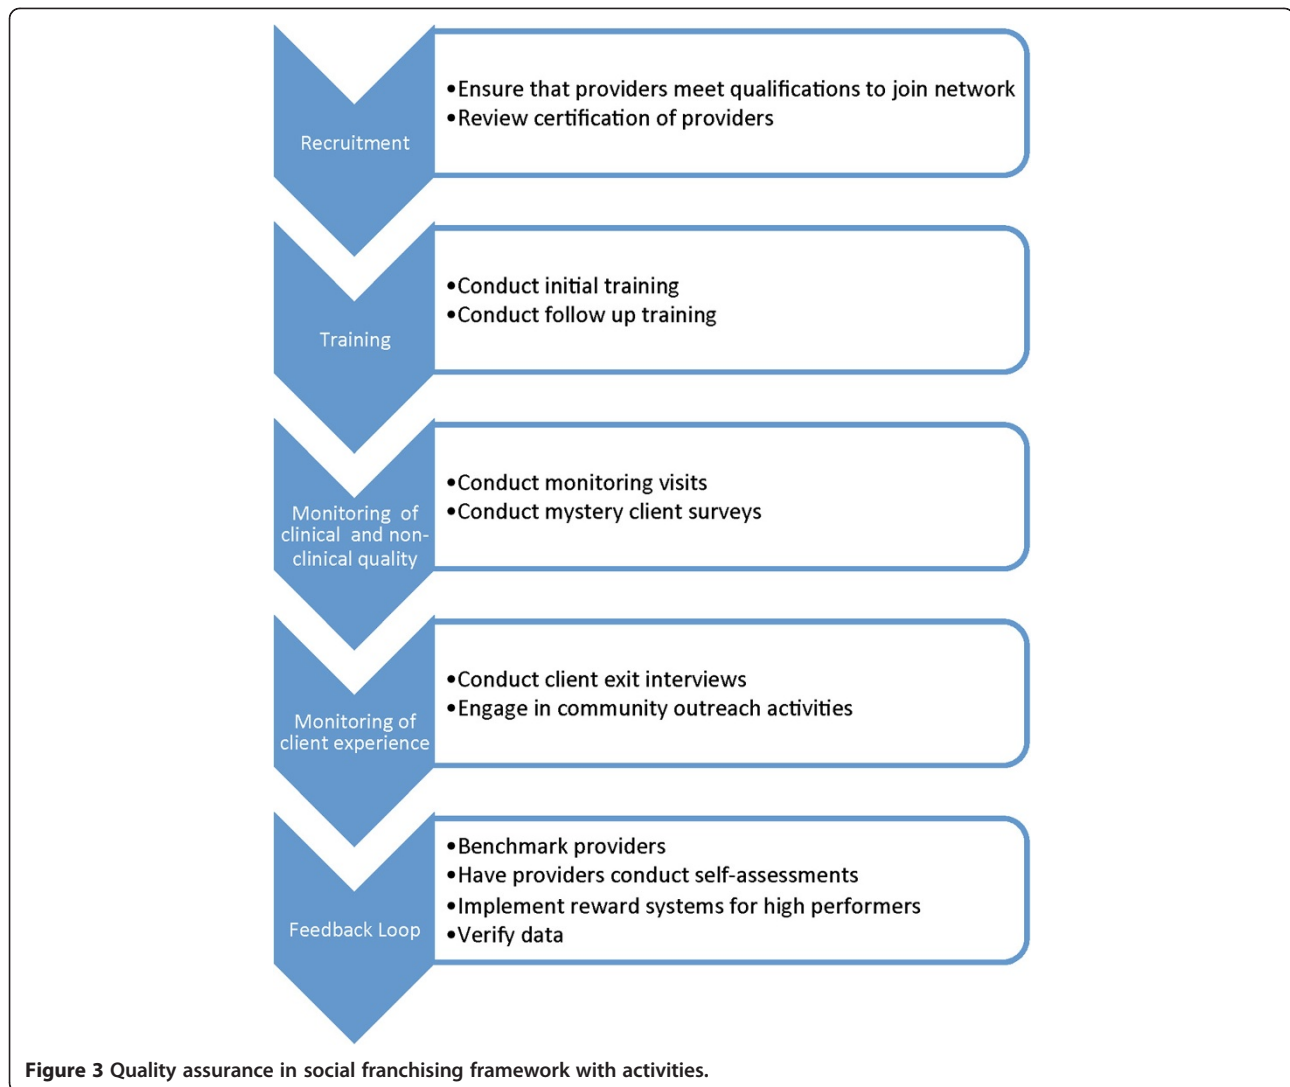 Recruitment
•Ensure that providers meet qualifications to join network
•Review certification of providers
Training
•Conduct initial training
•Conduct follow up training
Monitoring of
clinical and non-
clinical quality
•Conduct monitoring visits
•Conduct mystery client surveys
Monitoring of
client experience
•Conduct client exit interviews
•Engage in community outreach activities
Feedback Loop
•Benchmark providers
•Have providers conduct self-assessments
•Implement reward systems for high performers
•Verify data
Figure 3 Quality assurance in social franchising framework with activities.